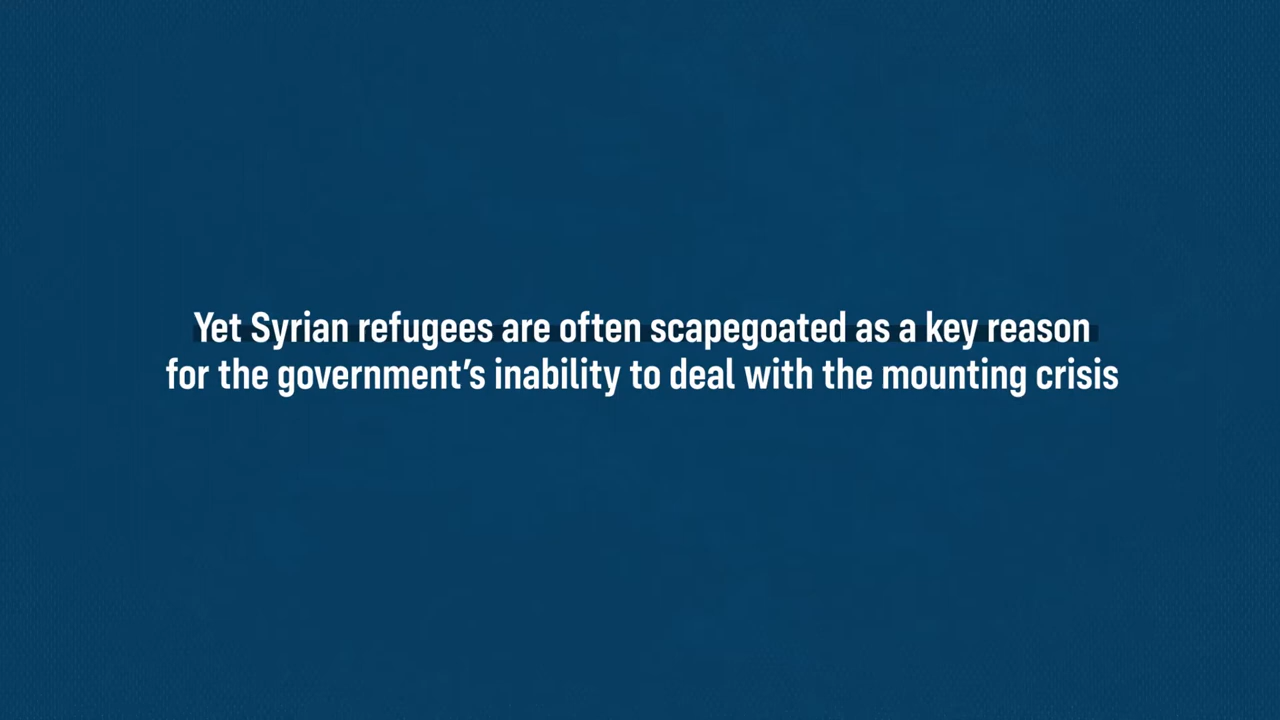 Yet Syrian refugees are often scapegoated as a key reason
for the government's inability to deal with the mounting crisis